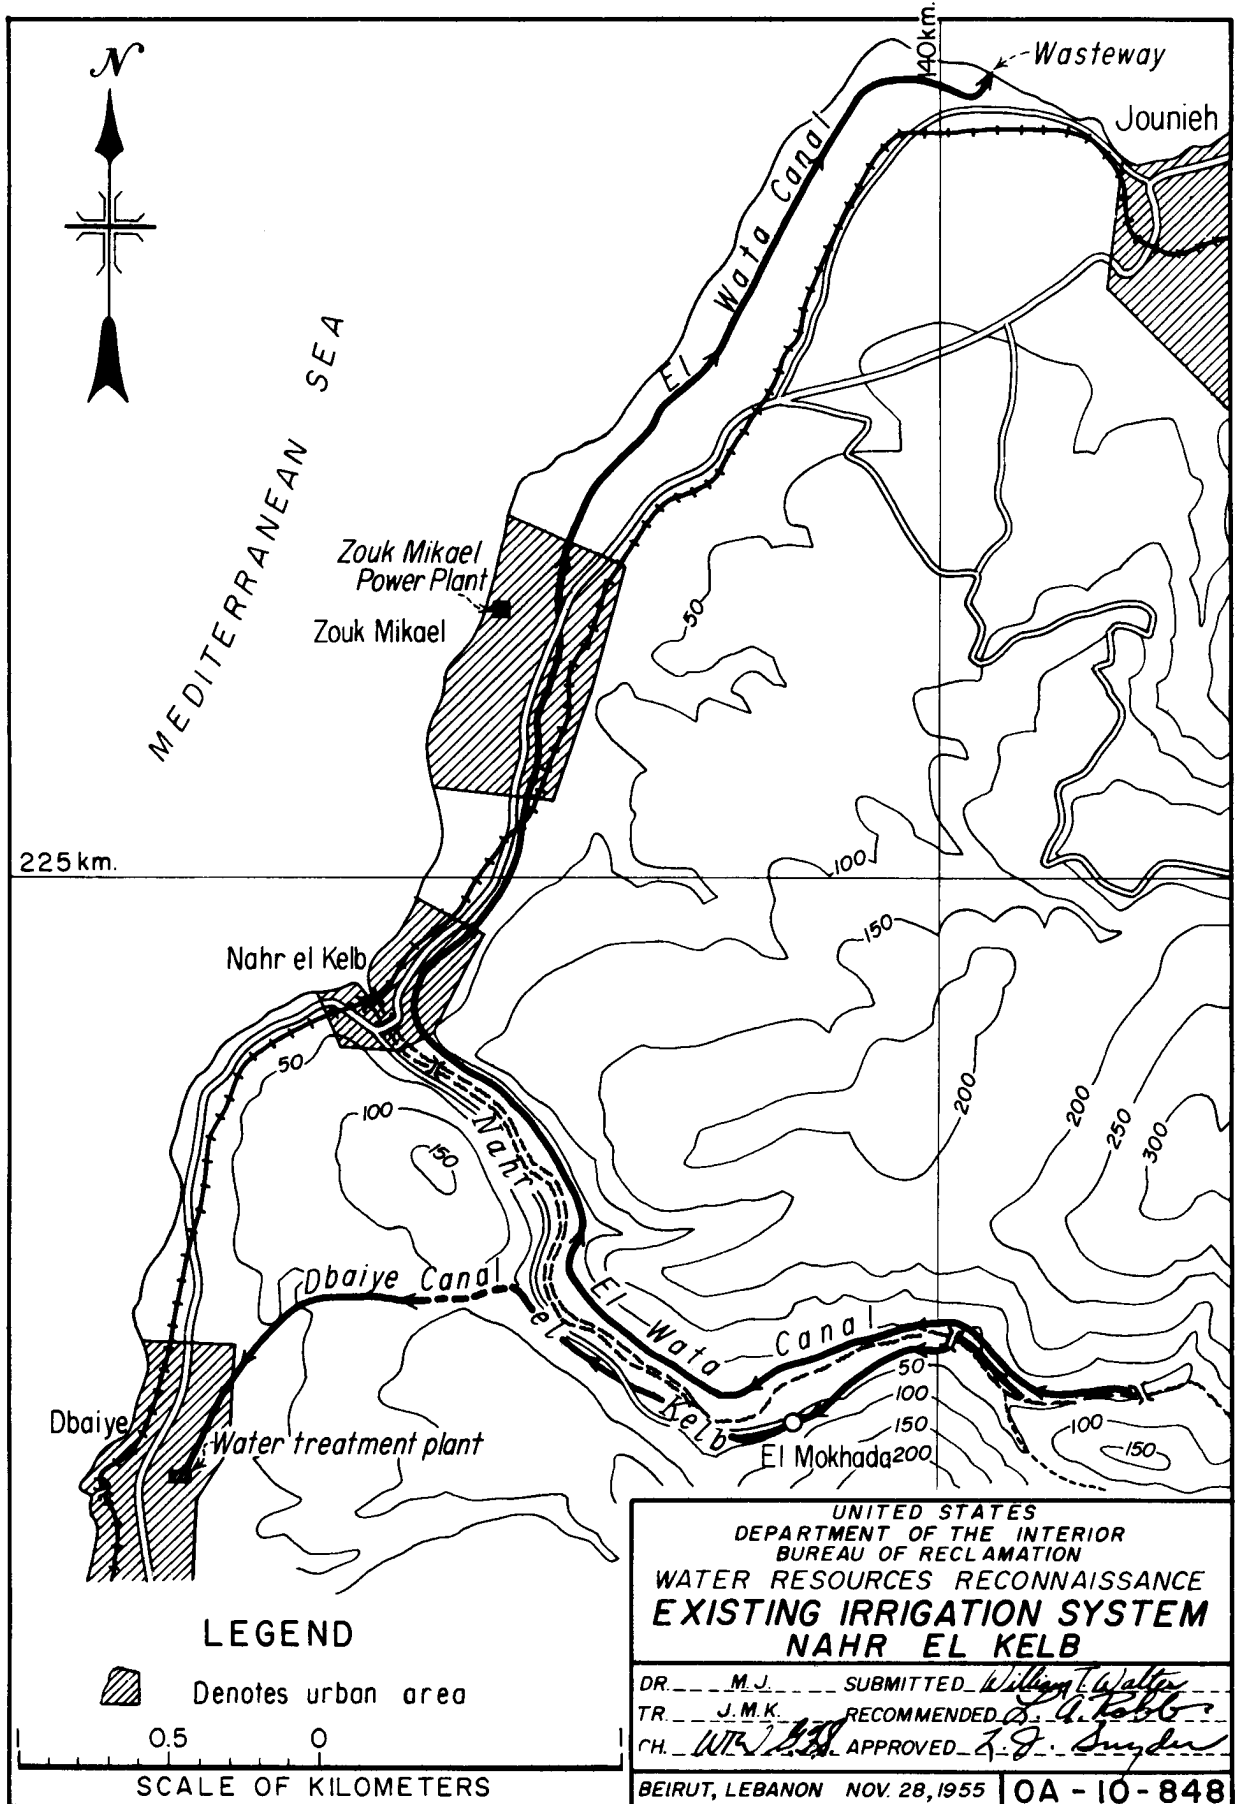 N
140km.
Wasteway
Jounieh
El Wata Canal
MEDITERRANEAN SEA
Zouk Mikael
Power Plant
Zouk Mikael
50
225 km.
100
150
Nahr el Kelb
50
100
150
200
200
250
300
Nahr el Kelb
Dbaiye Canal
El Wata Canal
50
100
150
200
El Mokhada
100
150
Dbaiye
Water treatment plant
LEGEND
Denotes urban area
0.5 0 1
SCALE OF KILOMETERS
UNITED STATES
DEPARTMENT OF THE INTERIOR
BUREAU OF RECLAMATION
WATER RESOURCES RECONNAISSANCE
EXISTING IRRIGATION SYSTEM
NAHR EL KELB
DR. M.J. SUBMITTED William T. Walter
TR. J.M.K. RECOMMENDED
CH. APPROVED L. J. Snyder
BEIRUT, LEBANON NOV. 28, 1955 OA-10-848